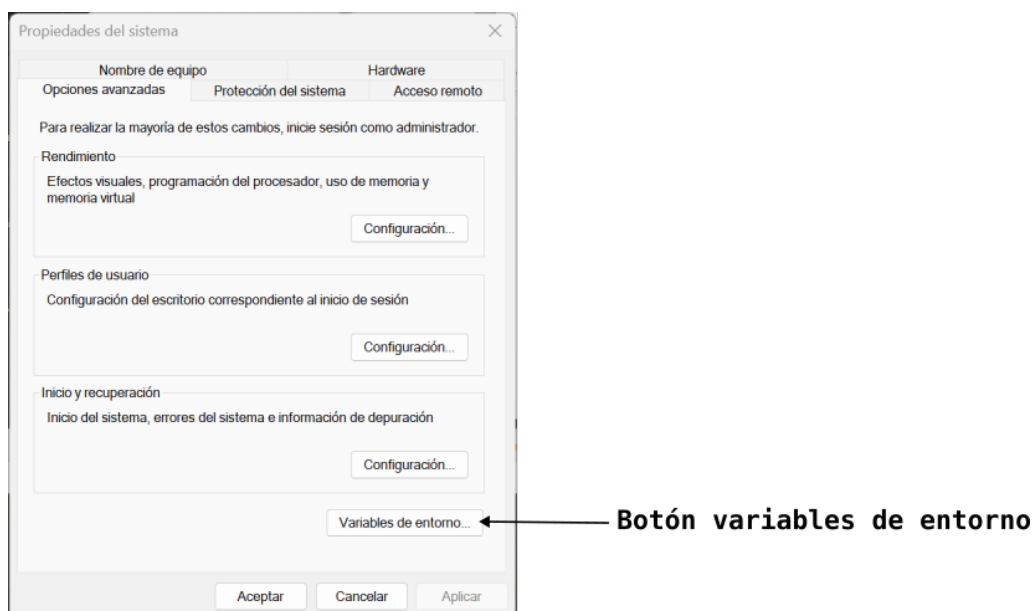 Propiedades del sistema
Nombre de equipo
Hardware
Opciones avanzadas
Protección del sistema
Acceso remoto
Para realizar la mayoría de estos cambios, inicie sesión como administrador.
Rendimiento
Efectos visuales, programación del procesador, uso de memoria y
memoria virtual
Configuración...
Perfiles de usuario
Configuración del escritorio correspondiente al inicio de sesión
Configuración...
Inicio y recuperación
Inicio del sistema, errores del sistema e información de depuración
Configuración...
Variables de entorno...
Botón variables de entorno
Aceptar
Cancelar
Aplicar